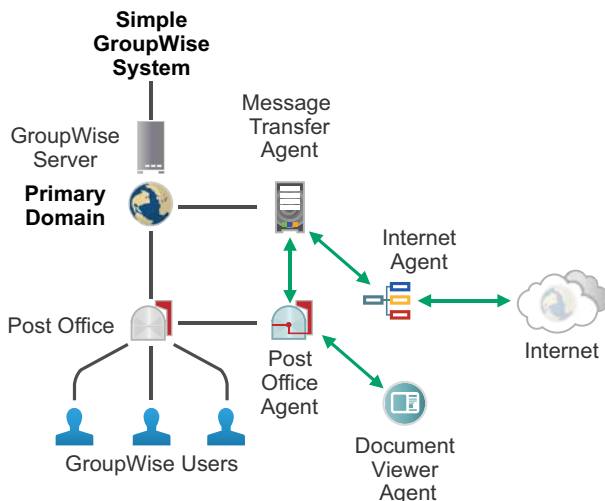 Simple
GroupWise
System
GroupWise
Server
Message
Transfer
Agent
Primary
Domain
Internet
Agent
Post Office
Post
Office
Agent
Internet
GroupWise Users
Document
Viewer
Agent